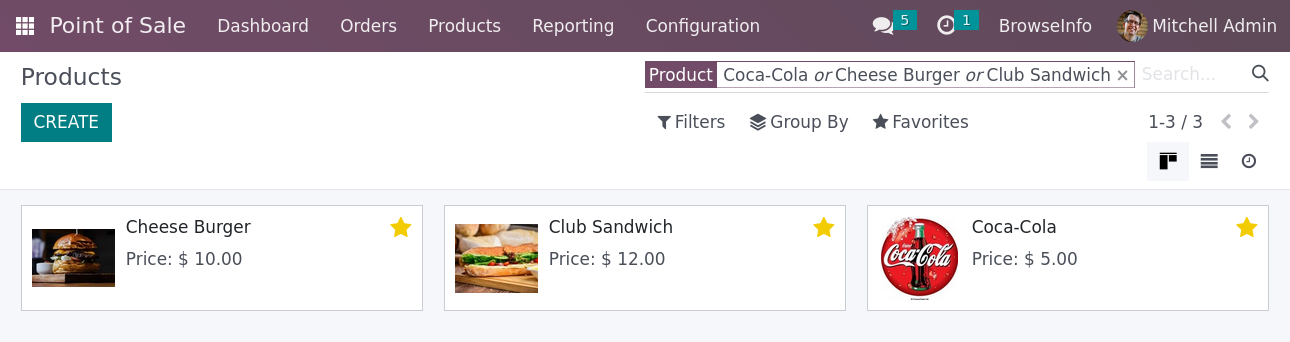 Point of Sale Dashboard Orders Products Reporting Configuration 5 1 BrowseInfo Mitchell Admin
Products
Product Coca-Cola or Cheese Burger or Club Sandwich × Search...
CREATE
Filters Group By Favorites 1-3 / 3
Cheese Burger
Price: $ 10.00
Club Sandwich
Price: $ 12.00
Coca-Cola
Coca-Cola
Price: $ 5.00